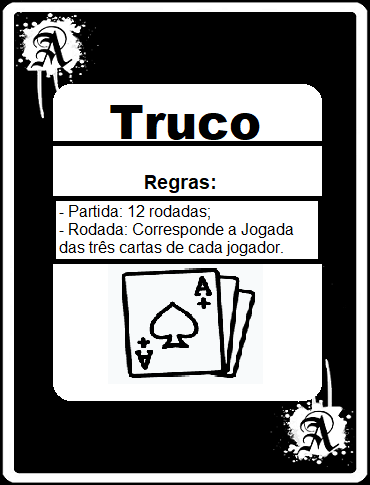 A
Truco
Regras:
- Partida: 12 rodadas;
- Rodada: Corresponde a Jogada
das três cartas de cada jogador.
A
A
A